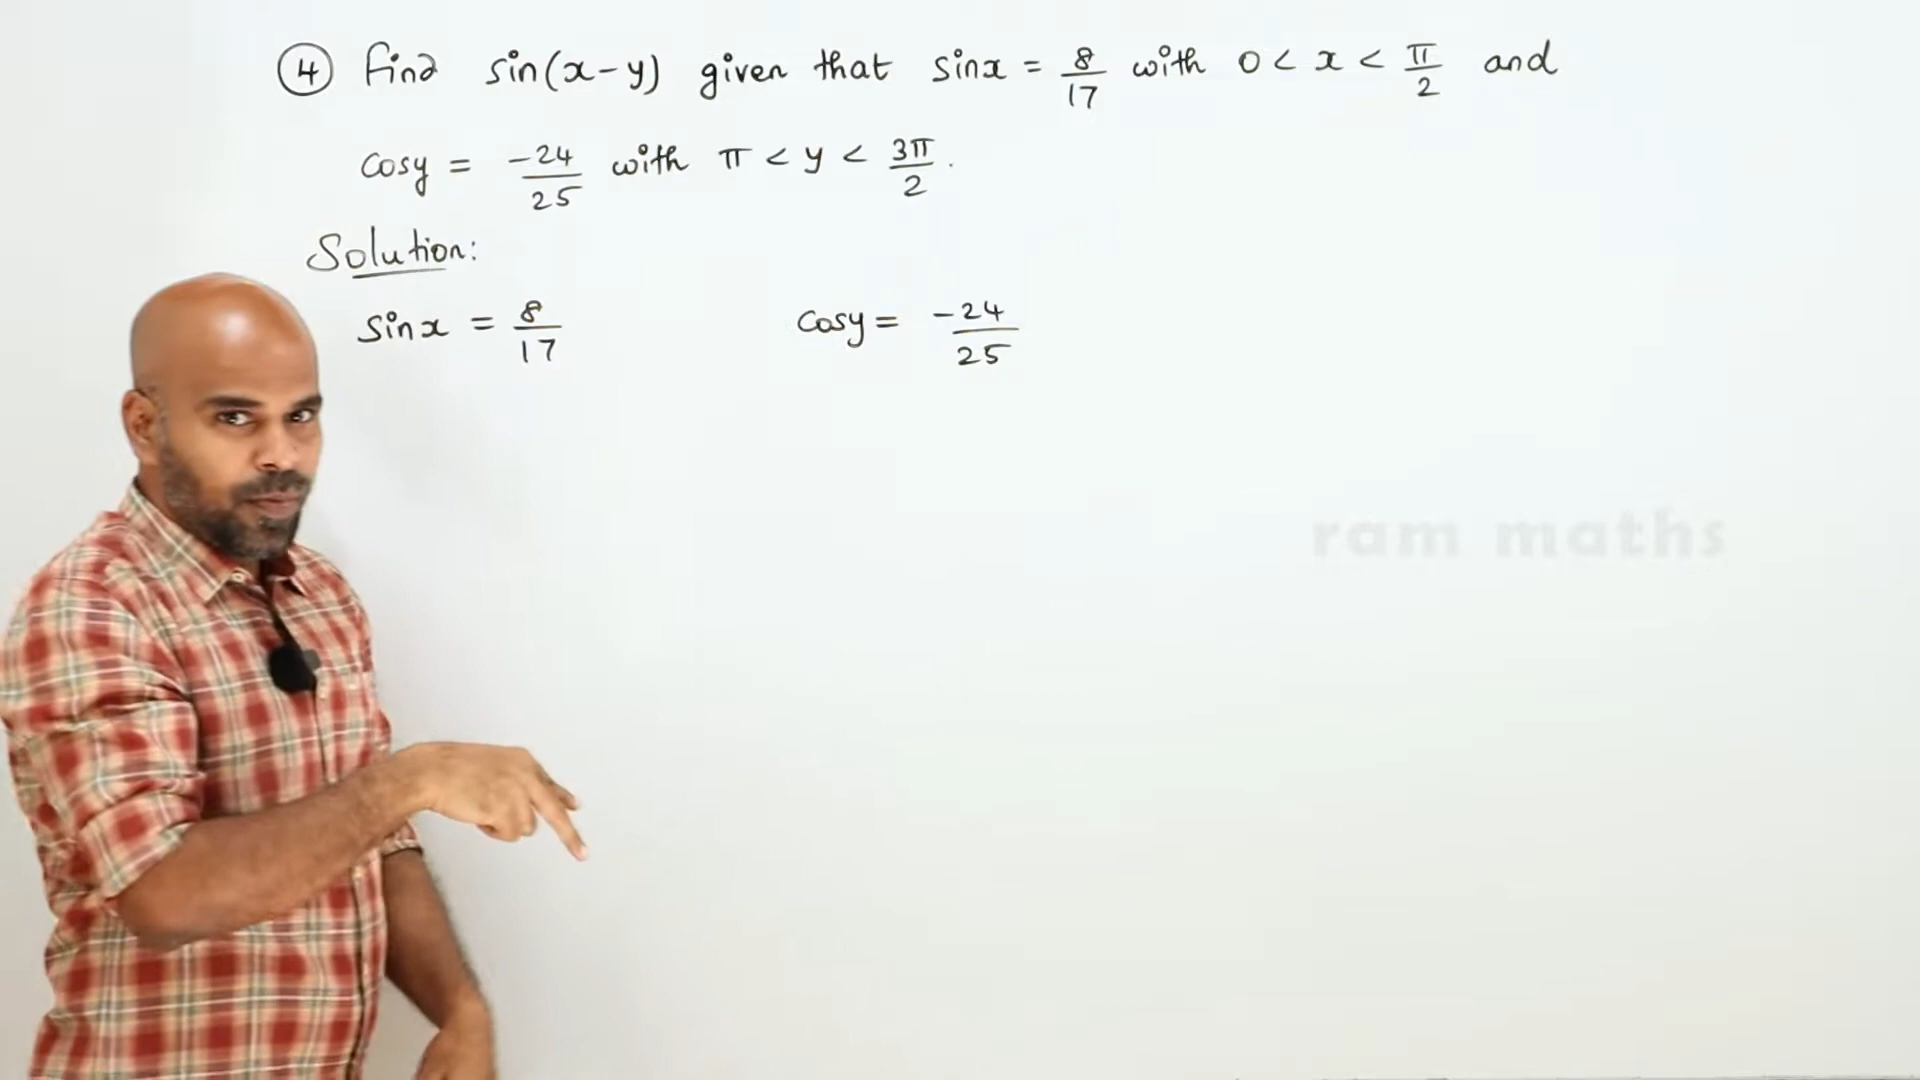 4 Find sin(x-y) given that sinx = 8/17 with 0 < x < π/2 and
cosy = -24/25 with π < y < 3π/2.
Solution:
sinx = 8/17
cosy = -24/25
ram maths